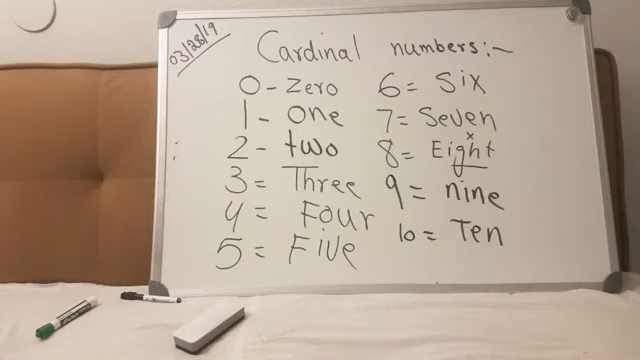 03/28/19
Cardinal numbers:-
0 - Zero
1 - one
2 - two
3 = Three
4 = Four
5 = Five
6 = Six
7 = Seven
8 = Eight
9 = nine
10 = Ten